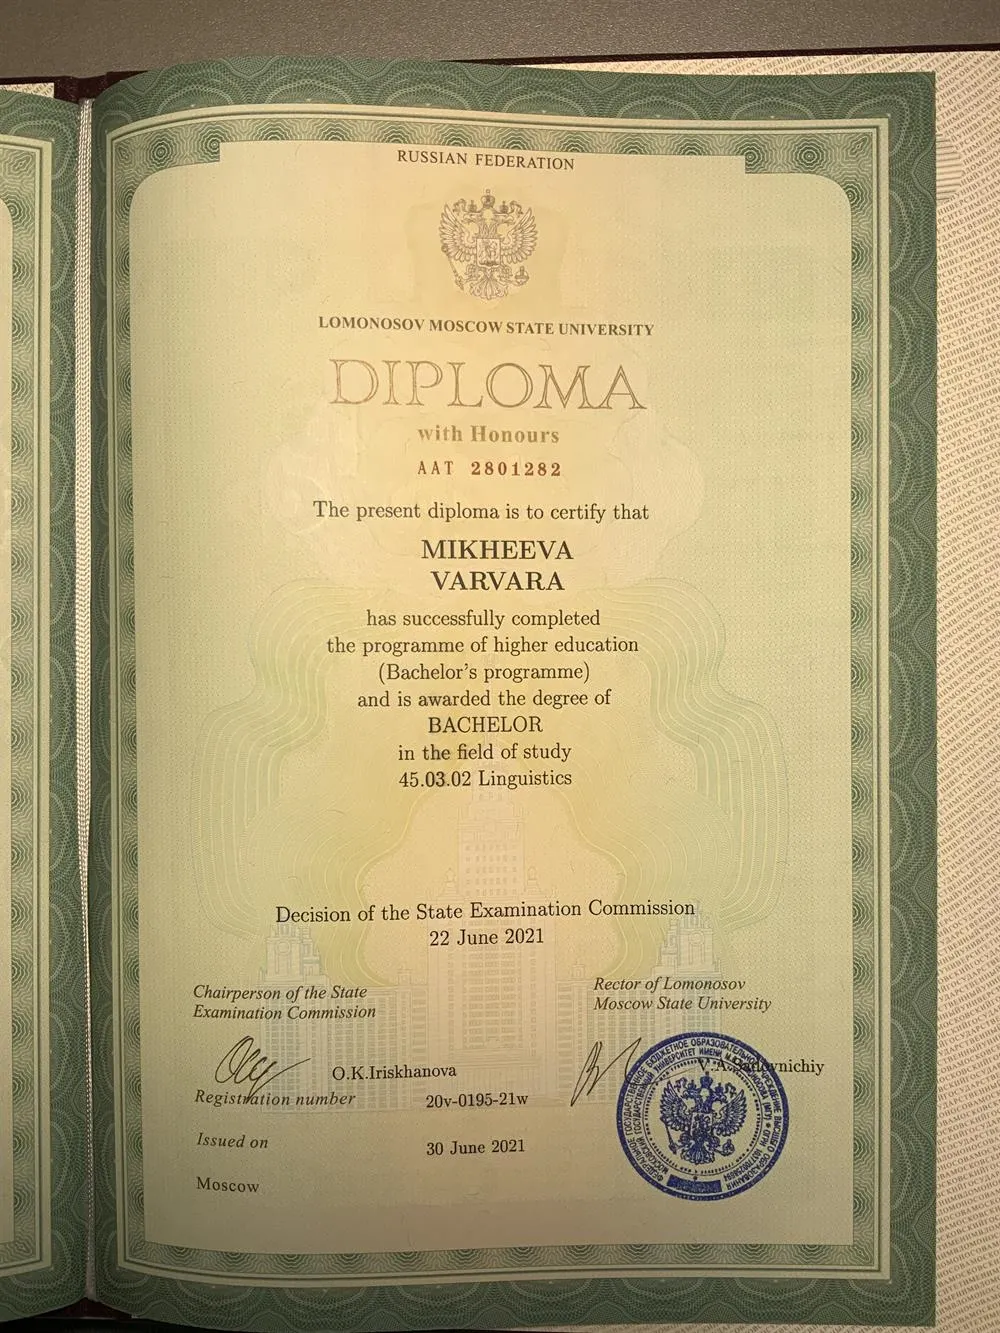 RUSSIAN FEDERATION
LOMONOSOV MOSCOW STATE UNIVERSITY
DIPLOMA
with Honours
AAT 2801282
The present diploma is to certify that
MIKHEEVA
VARVARA
has successfully completed
the programme of higher education
(Bachelor's programme)
and is awarded the degree of
BACHELOR
in the field of study
45.03.02 Linguistics
Decision of the State Examination Commission
22 June 2021
Chairperson of the State
Examination Commission
Rector of Lomonosov
Moscow State University
O.K.Iriskhanova
V.A.Sadovnichiy
Registration number
20v-0195-21w
Issued on
30 June 2021
Moscow